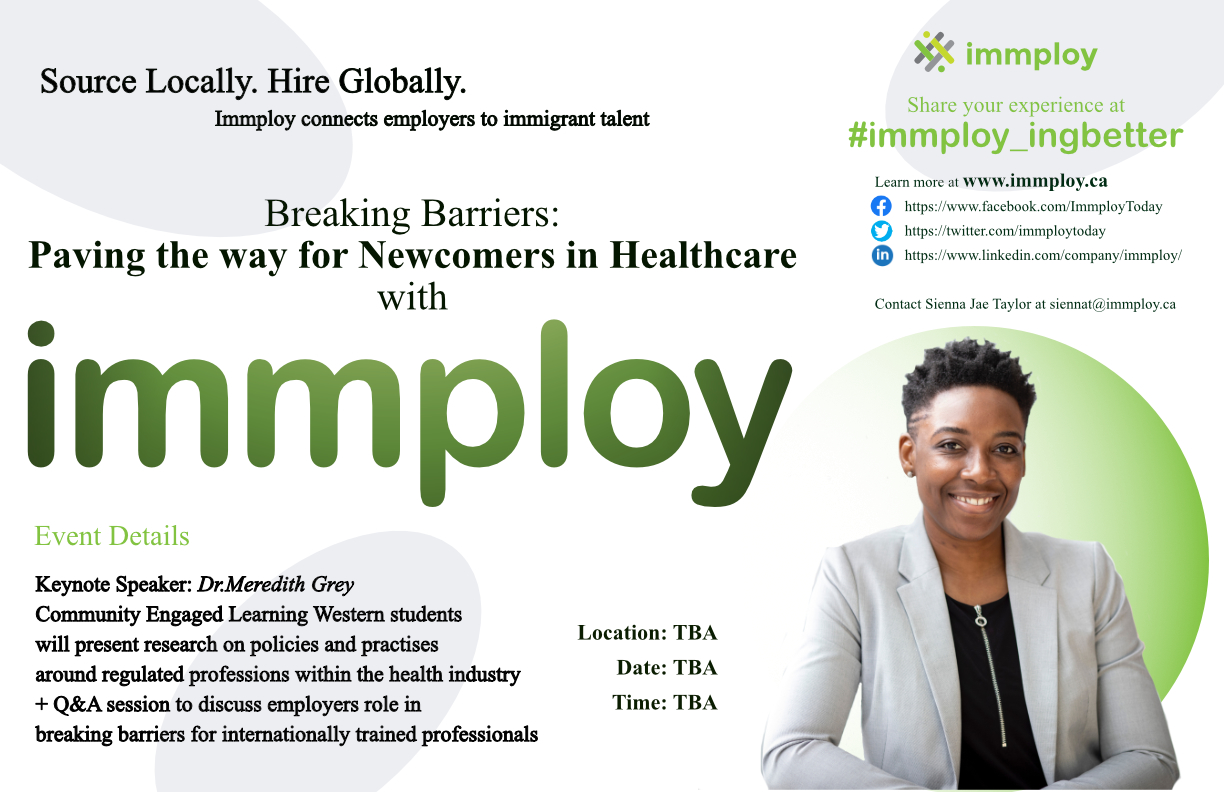 Source Locally. Hire Globally.
Immploy connects employers to immigrant talent
immploy
Share your experience at
#immploy_ingbetter
Learn more at www.immploy.ca
https://www.facebook.com/ImmployToday
https://twitter.com/immploytoday
in https://www.linkedin.com/company/immploy/
Contact Sienna Jae Taylor at siennat@immploy.ca
Breaking Barriers:
Paving the way for Newcomers in Healthcare
with
immploy
Event Details
Keynote Speaker: Dr.Meredith Grey
Community Engaged Learning Western students
will present research on policies and practises
around regulated professions within the health industry
+ Q&A session to discuss employers role in
breaking barriers for internationally trained professionals
Location: TBA
Date: TBA
Time: TBA